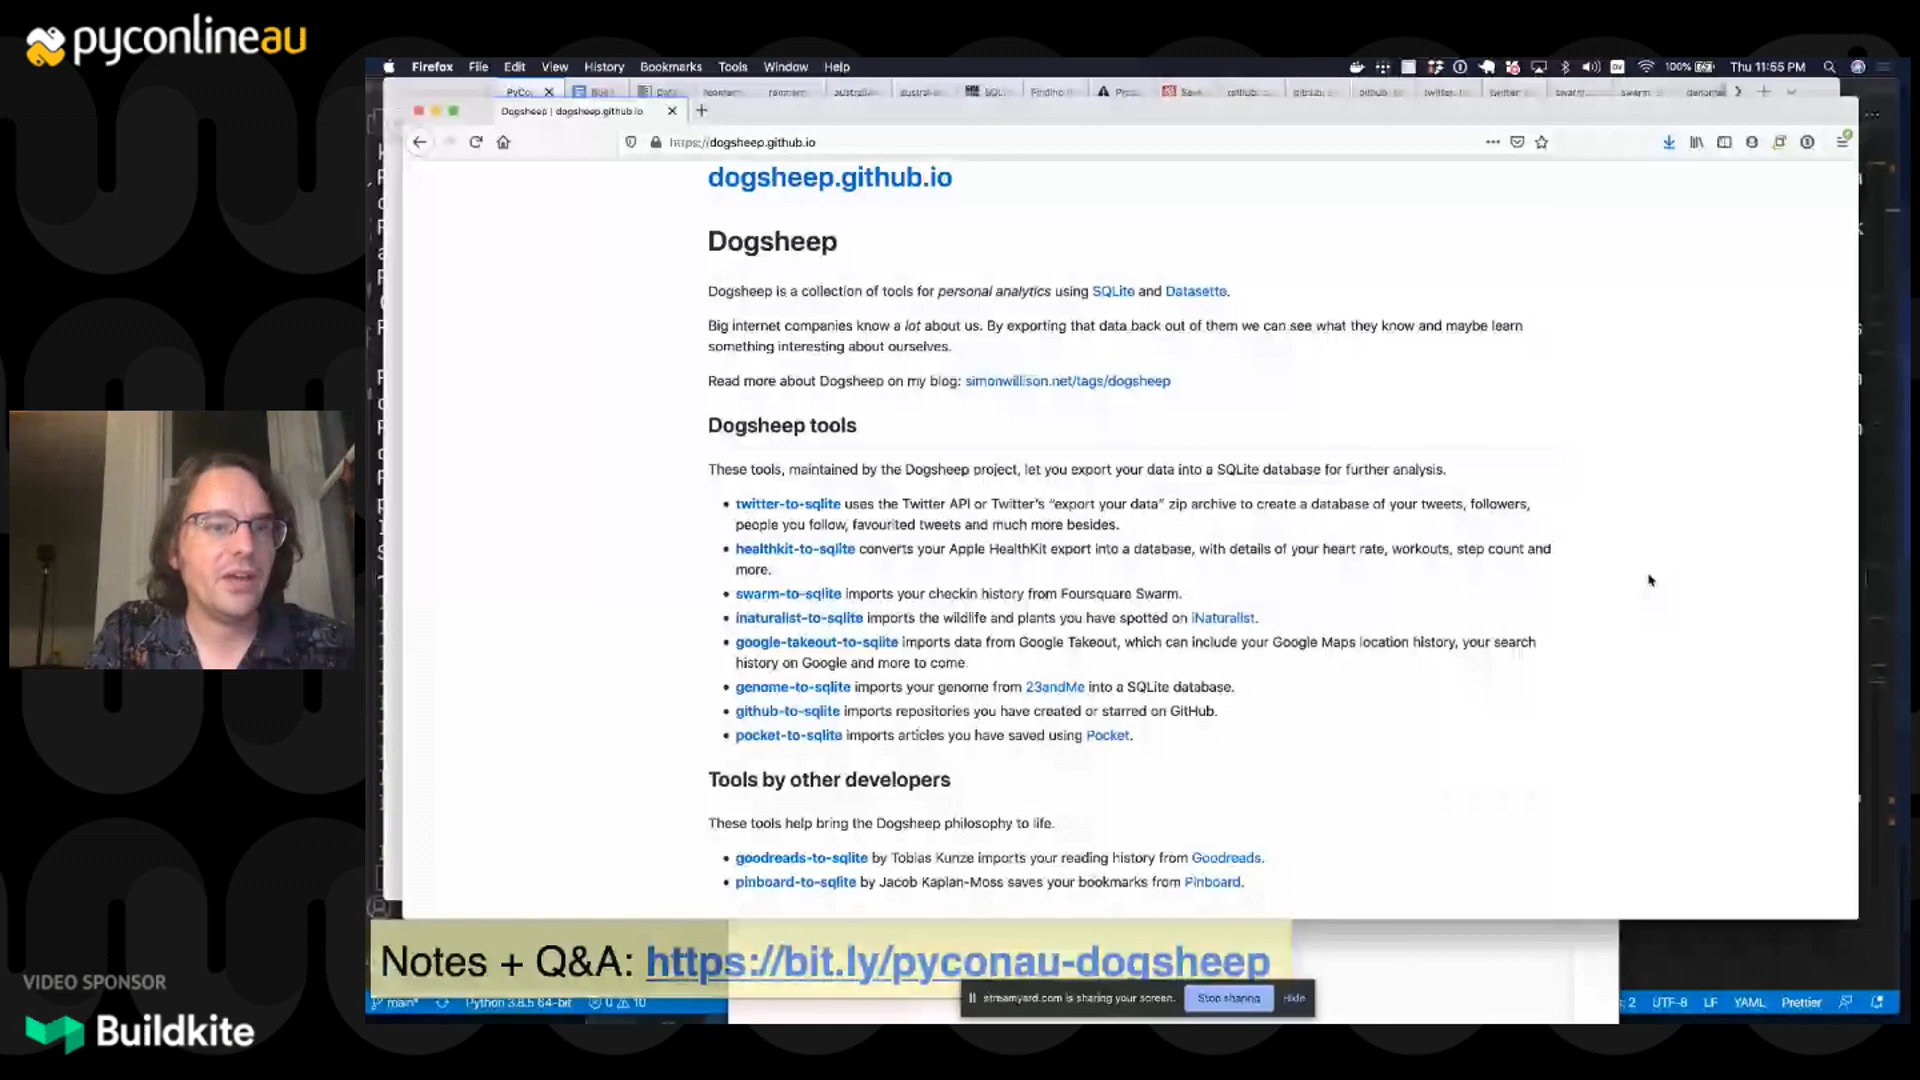 pyconlineau
Firefox File Edit View History Bookmarks Tools Window Help
100% Thu 11:55 PM
Dogsheep | dogsheep.github.io
https://dogsheep.github.io
dogsheep.github.io
Dogsheep
Dogsheep is a collection of tools for personal analytics using SQLite and Datasette.
Big internet companies know a lot about us. By exporting that data back out of them we can see what they know and maybe learn
something interesting about ourselves.
Read more about Dogsheep on my blog: simonwillison.net/tags/dogsheep
Dogsheep tools
These tools, maintained by the Dogsheep project, let you export your data into a SQLite database for further analysis.
• twitter-to-sqlite uses the Twitter API or Twitter's “export your data” zip archive to create a database of your tweets, followers,
people you follow, favourited tweets and much more besides.
• healthkit-to-sqlite converts your Apple HealthKit export into a database, with details of your heart rate, workouts, step count and
more.
• swarm-to-sqlite imports your checkin history from Foursquare Swarm.
• inaturalist-to-sqlite imports the wildlife and plants you have spotted on iNaturalist.
• google-takeout-to-sqlite imports data from Google Takeout, which can include your Google Maps location history, your search
history on Google and more to come.
• genome-to-sqlite imports your genome from 23andMe into a SQLite database.
• github-to-sqlite imports repositories you have created or starred on GitHub.
• pocket-to-sqlite imports articles you have saved using Pocket.
Tools by other developers
These tools help bring the Dogsheep philosophy to life.
• goodreads-to-sqlite by Tobias Kunze imports your reading history from Goodreads.
• pinboard-to-sqlite by Jacob Kaplan-Moss saves your bookmarks from Pinboard.
Notes + Q&A: https://bit.ly/pyconau-dogsheep
streamyard.com is sharing your screen. Stop sharing Hide
main* Python 3.8.5 64-bit 0 10
UTF-8 LF YAML Prettier
VIDEO SPONSOR
Buildkite